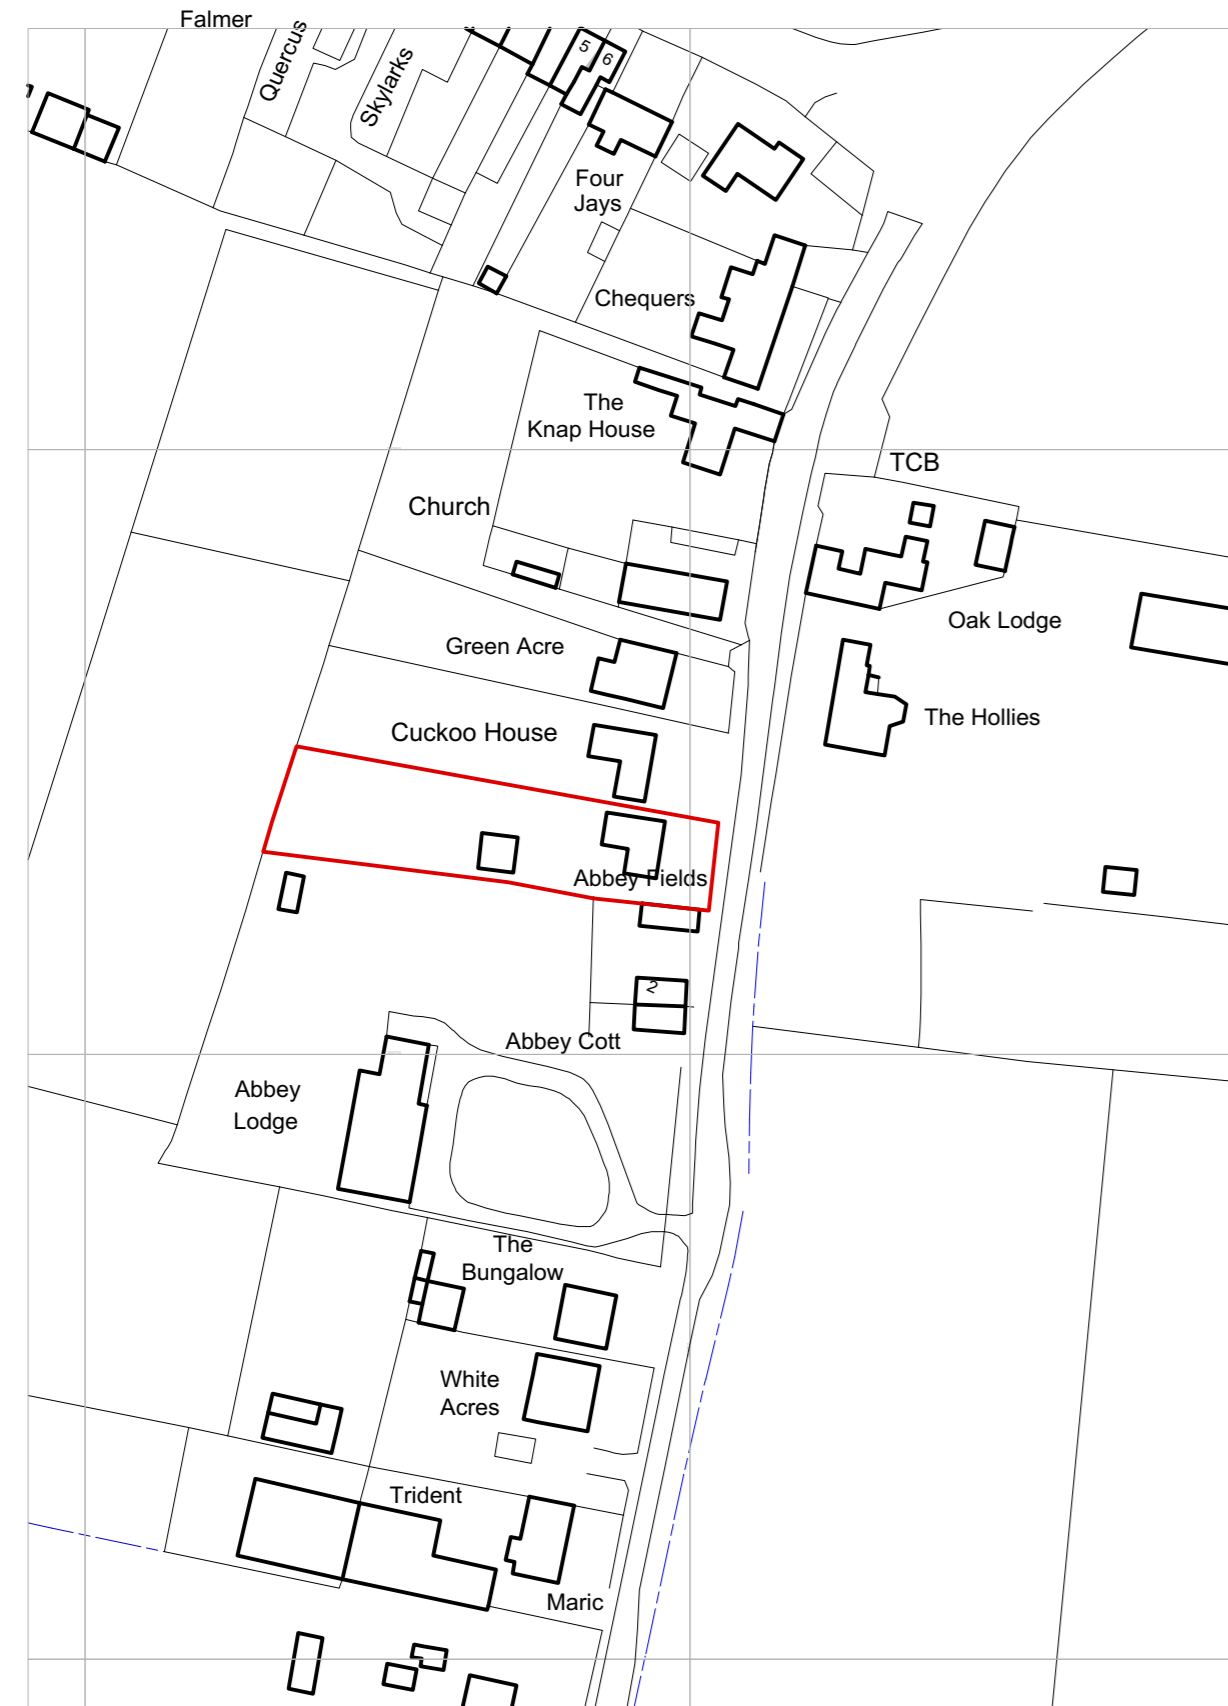 Falmer
Quercus
Skylarks
5
6
Four
Jays
Chequers
The
Knap House
TCB
Church
Oak Lodge
Green Acre
The Hollies
Cuckoo House
Abbey Fields
2
Abbey Cott
Abbey
Lodge
The
Bungalow
White
Acres
Trident
Maric